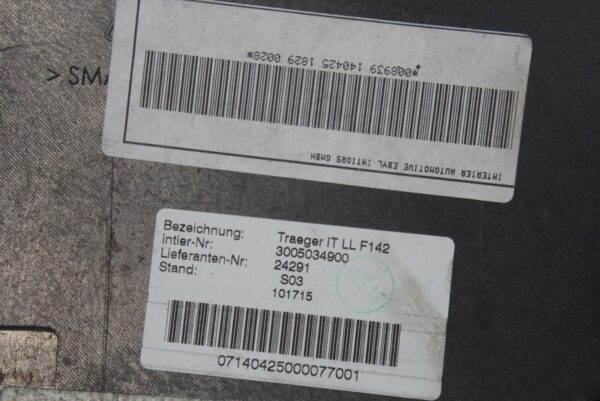 > SMA
*008939 140425 1829 0028*
INTERIER AUTOMOTIVE EBYL INTIORS GMBH
Bezeichnung: Traeger IT LL F142
Intier-Nr: 3005034900
Lieferanten-Nr: 24291
Stand: S03
101715
07140425000077001